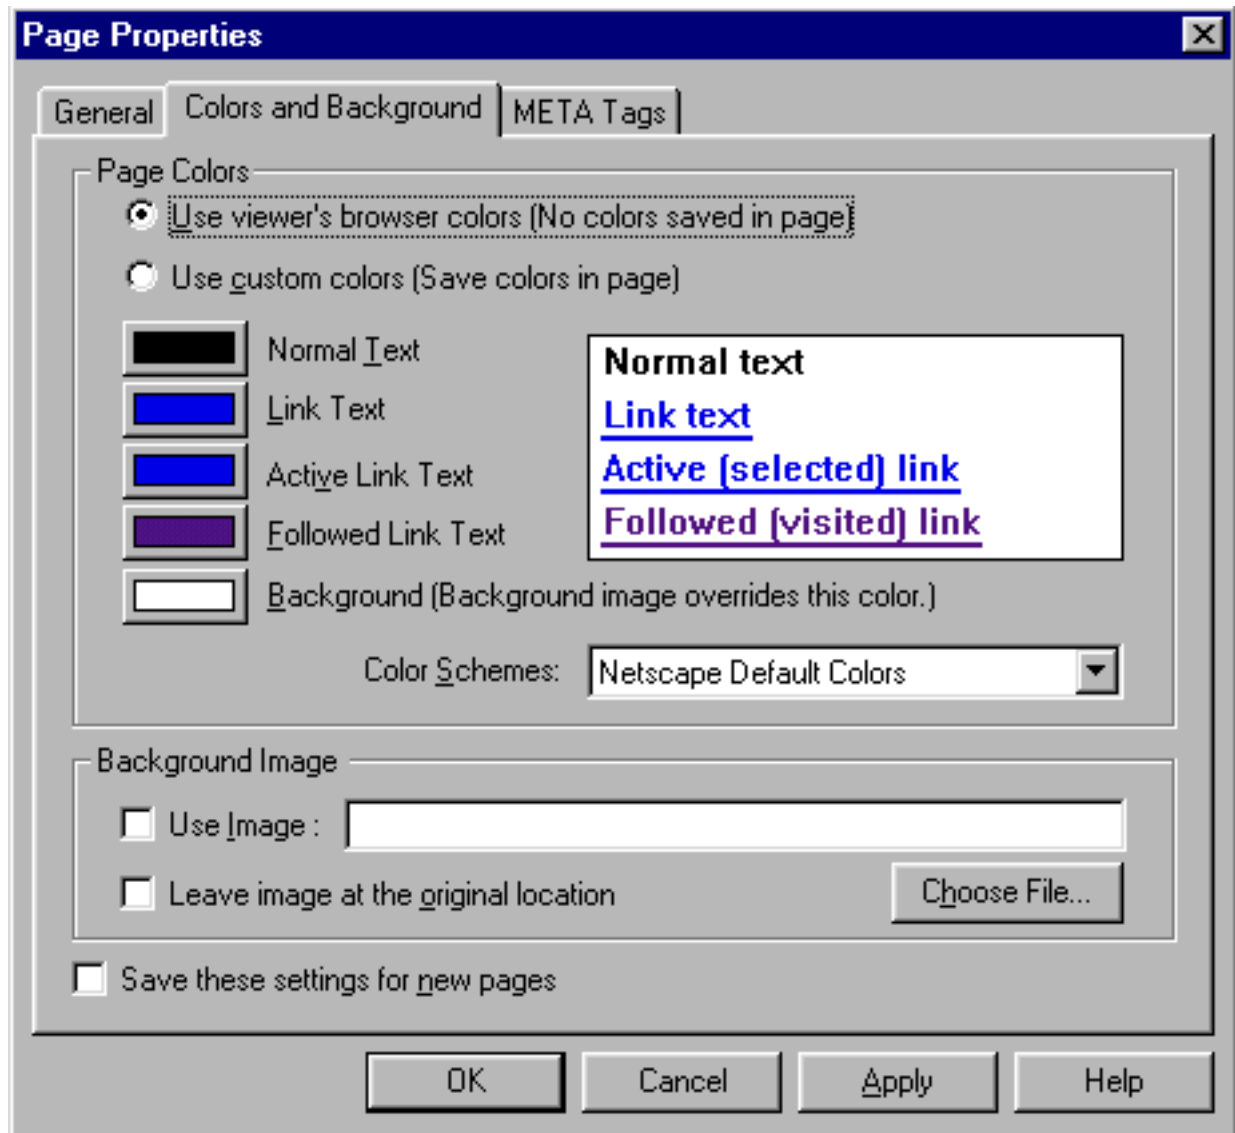 Page Properties
General
Colors and Background
META Tags
Page Colors
Use viewer's browser colors (No colors saved in page)
Use custom colors (Save colors in page)
Normal Text
Link Text
Active Link Text
Followed Link Text
Normal text
Link text
Active (selected) link
Followed (visited) link
Background (Background image overrides this color.)
Color Schemes:
Netscape Default Colors
Background Image
Use Image :
Leave image at the original location
Choose File...
Save these settings for new pages
OK
Cancel
Apply
Help